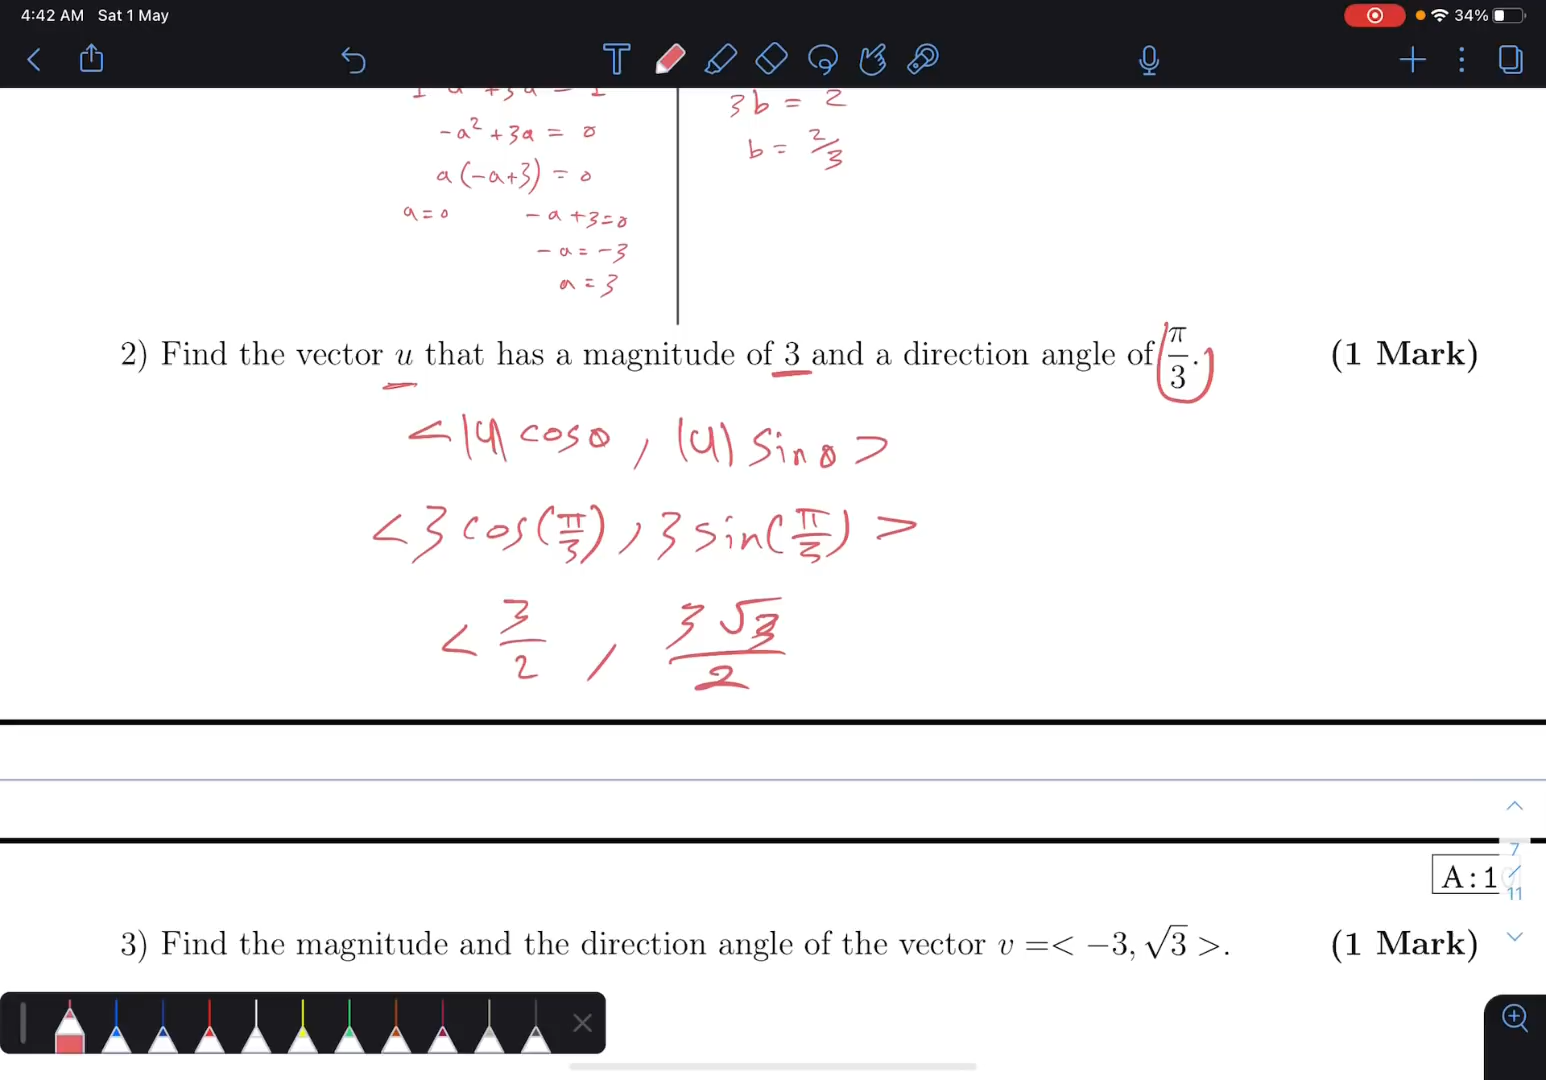 4:42 AM Sat 1 May
34%
-a² + 3a = 0
a(-a+3) = 0
a = 0
-a + 3 = 0
-a = -3
a = 3
3b = 2
b = 2/3
2) Find the vector u that has a magnitude of 3 and a direction angle of π/3. (1 Mark)
<|u| cosθ, |u| sinθ>
<3 cos(π/3), 3 sin(π/3)>
<3/2, 3√3/2
7/11
A:1
3) Find the magnitude and the direction angle of the vector v =< −3, √3 >. (1 Mark)